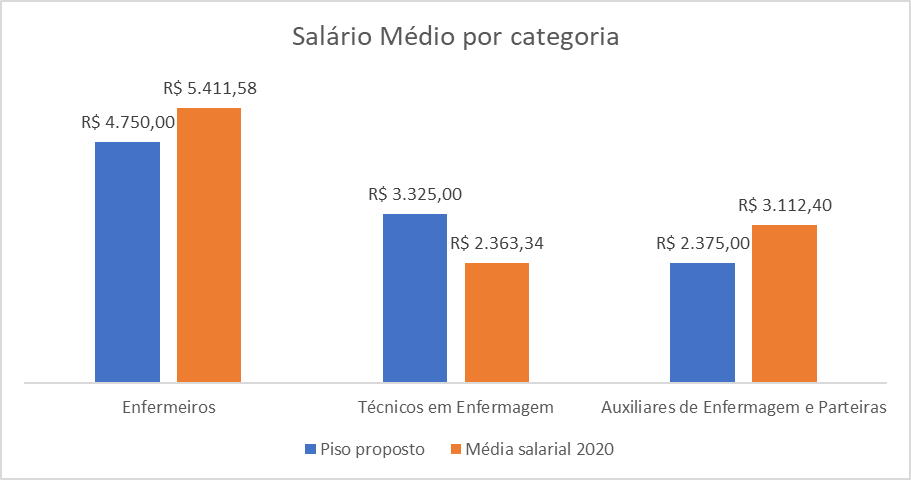 Salário Médio por categoria
R$ 5.411,58
R$ 4.750,00
R$ 3.325,00
R$ 2.363,34
R$ 3.112,40
R$ 2.375,00
Enfermeiros
Técnicos em Enfermagem
Auxiliares de Enfermagem e Parteiras
Piso proposto
Média salarial 2020